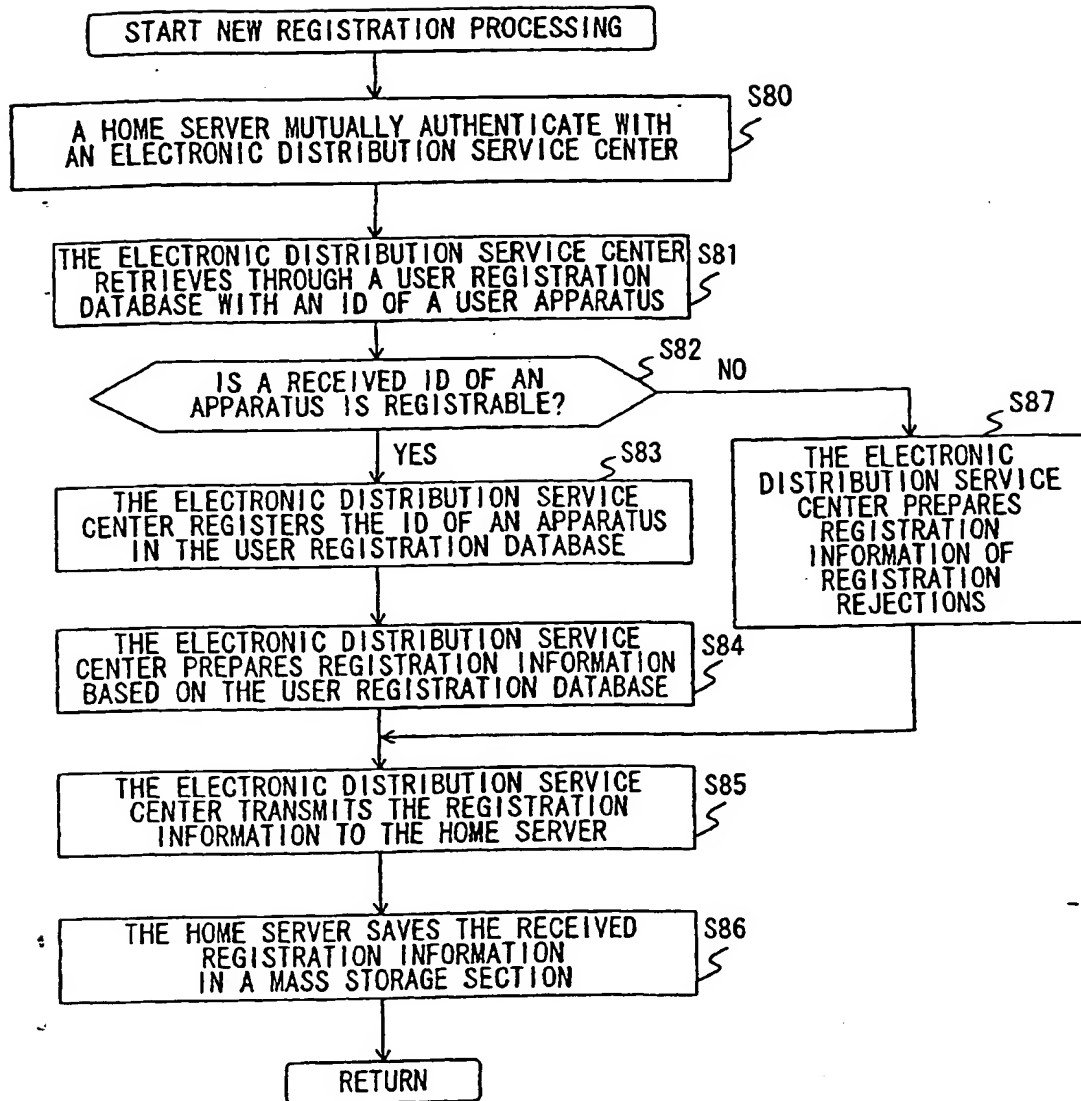 START NEW REGISTRATION PROCESSING
S80
A HOME SERVER MUTUALLY AUTHENTICATE WITH
AN ELECTRONIC DISTRIBUTION SERVICE CENTER
THE ELECTRONIC DISTRIBUTION SERVICE CENTER
RETRIEVES THROUGH A USER REGISTRATION
DATABASE WITH AN ID OF A USER APPARATUS
S81
IS A RECEIVED ID OF AN
APPARATUS IS REGISTRABLE?
S82
NO
YES
S83
THE ELECTRONIC DISTRIBUTION SERVICE
CENTER REGISTERS THE ID OF AN APPARATUS
IN THE USER REGISTRATION DATABASE
S87
THE ELECTRONIC
DISTRIBUTION SERVICE
CENTER PREPARES
REGISTRATION
INFORMATION OF
REGISTRATION
REJECTIONS
THE ELECTRONIC DISTRIBUTION SERVICE
CENTER PREPARES REGISTRATION INFORMATION
BASED ON THE USER REGISTRATION DATABASE
S84
THE ELECTRONIC DISTRIBUTION SERVICE
CENTER TRANSMITS THE REGISTRATION
INFORMATION TO THE HOME SERVER
S85
THE HOME SERVER SAVES THE RECEIVED
REGISTRATION INFORMATION
IN A MASS STORAGE SECTION
S86
RETURN